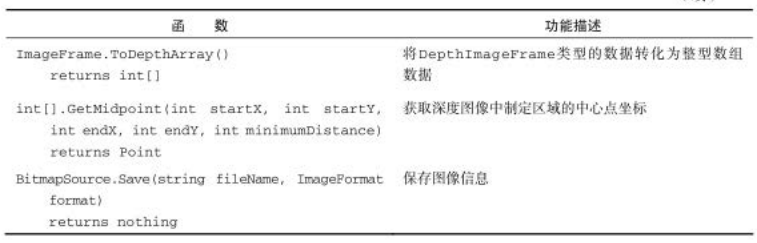 函 数 功能描述
ImageFrame.ToDepthArray() 将DepthImageFrame类型的数据转化为整型数组
returns int[] 数据
int[].GetMidpoint(int startX, int startY, 获取深度图像中制定区域的中心点坐标
int endX, int endY, int minimumDistance)
returns Point
BitmapSource.Save(string fileName, ImageFormat 保存图像信息
format)
returns nothing